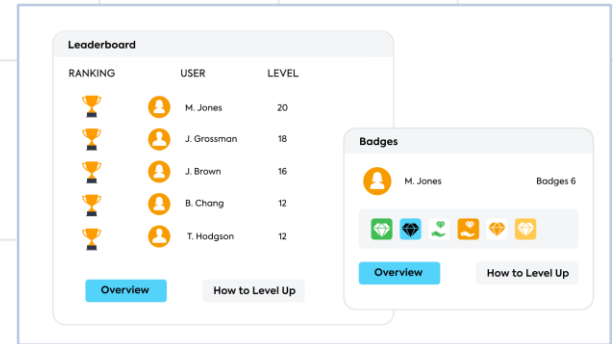 Leaderboard
RANKING USER LEVEL
M. Jones 20
J. Grossman 18
J. Brown 16
B. Chang 12
T. Hodgson 12
Overview How to Level Up
Badges
M. Jones Badges 6
Overview How to Level Up